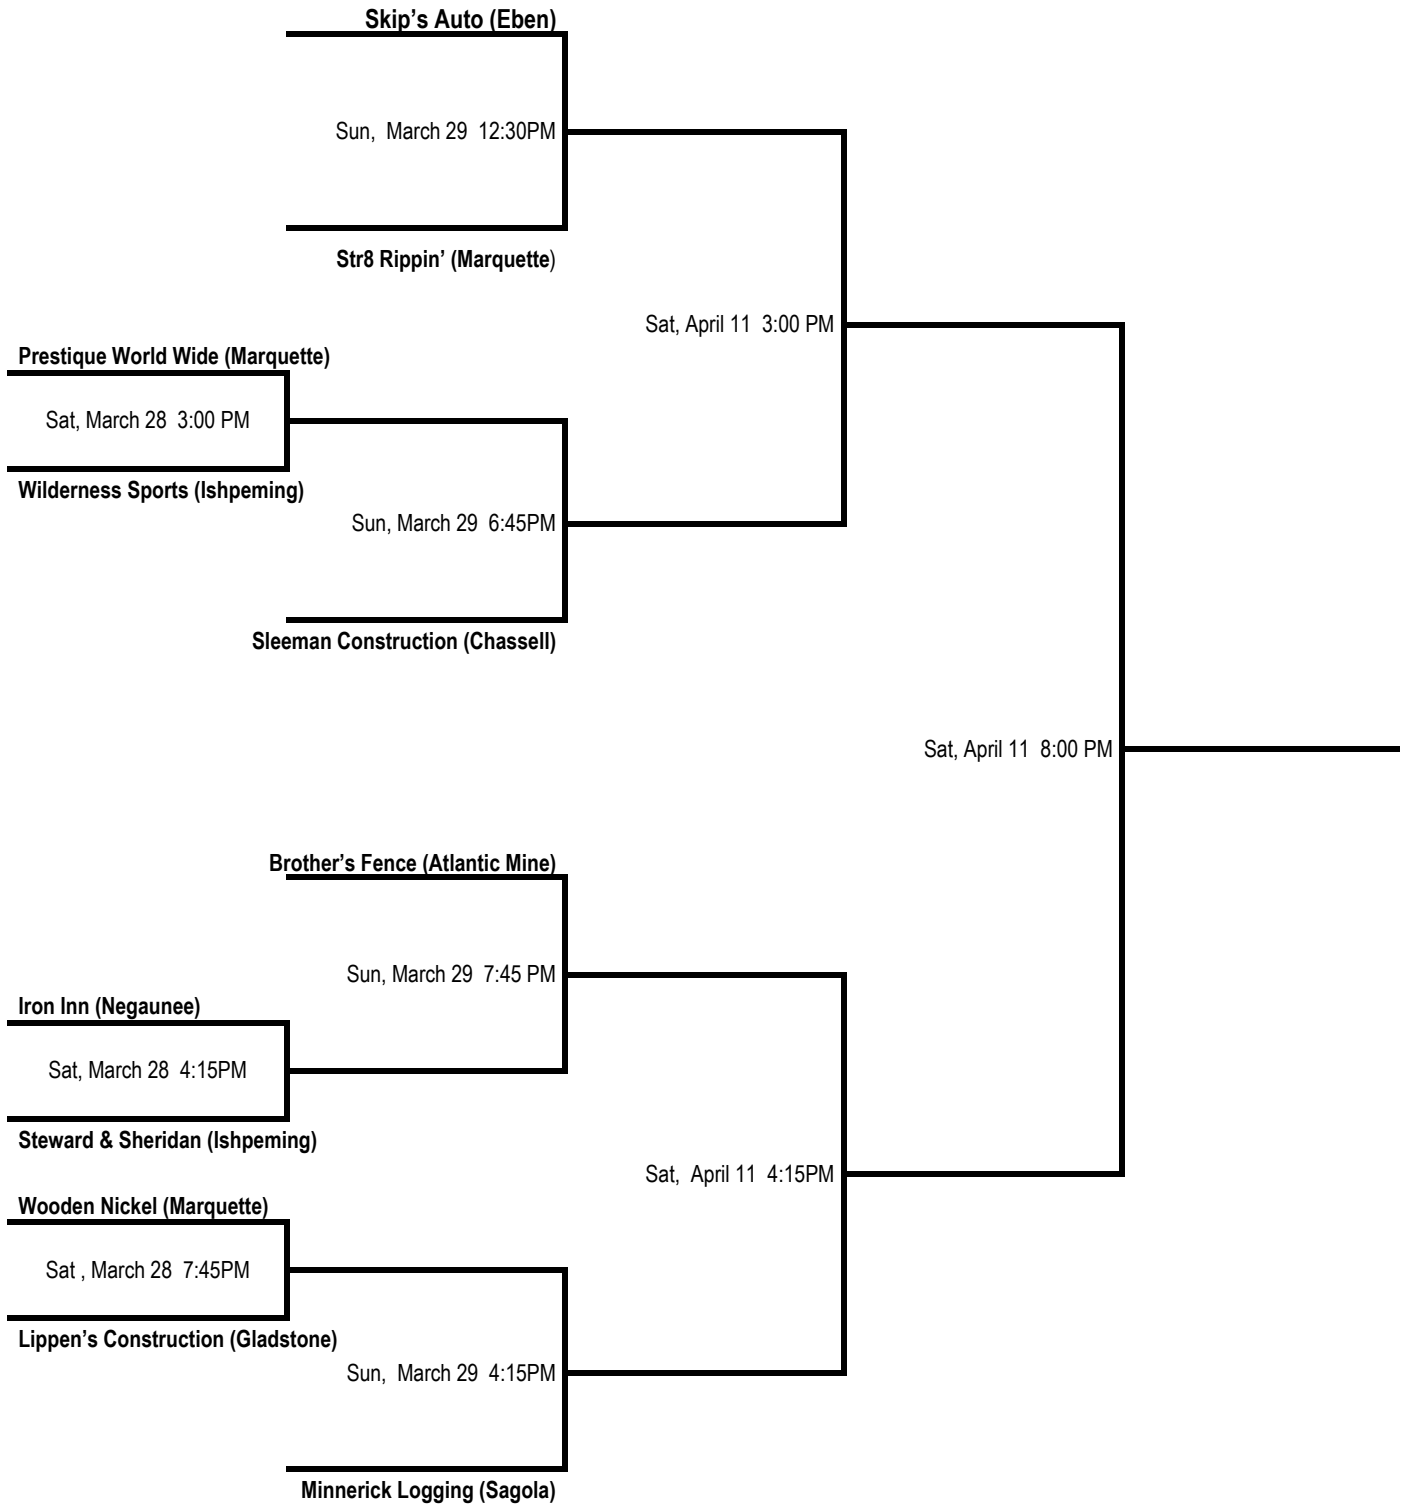 Skip's Auto (Eben)
Sun, March 29 12:30PM
Str8 Rippin' (Marquette)
Sat, April 11 3:00 PM
Prestique World Wide (Marquette)
Sat, March 28 3:00 PM
Wilderness Sports (Ishpeming)
Sun, March 29 6:45PM
Sleeman Construction (Chassell)
Sat, April 11 8:00 PM
Brother's Fence (Atlantic Mine)
Sun, March 29 7:45 PM
Iron Inn (Negaunee)
Sat, March 28 4:15PM
Steward & Sheridan (Ishpeming)
Sat, April 11 4:15PM
Wooden Nickel (Marquette)
Sat , March 28 7:45PM
Lippen's Construction (Gladstone)
Sun, March 29 4:15PM
Minnerick Logging (Sagola)